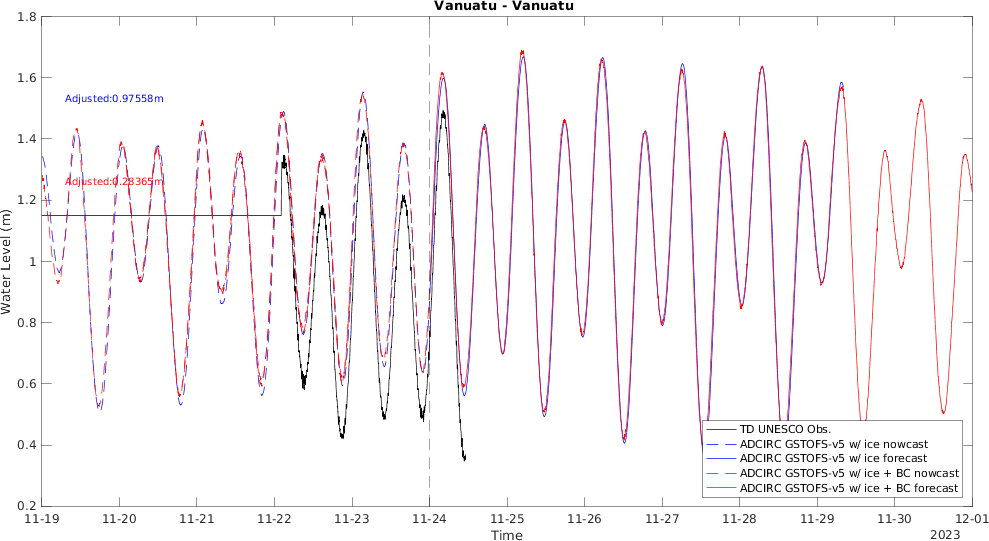 Vanuatu - Vanuatu
1.8
1.6
1.4
1.2
1
0.8
0.6
0.4
0.2
Water Level (m)
Adjusted:0.97558m
Adjusted:0.28365m
TD UNESCO Obs.
ADCIRC GSTOFS-v5 w/ ice nowcast
ADCIRC GSTOFS-v5 w/ ice forecast
ADCIRC GSTOFS-v5 w/ ice + BC nowcast
ADCIRC GSTOFS-v5 w/ ice + BC forecast
11-19 11-20 11-21 11-22 11-23 11-24 11-25 11-26 11-27 11-28 11-29 11-30 12-01
Time
2023